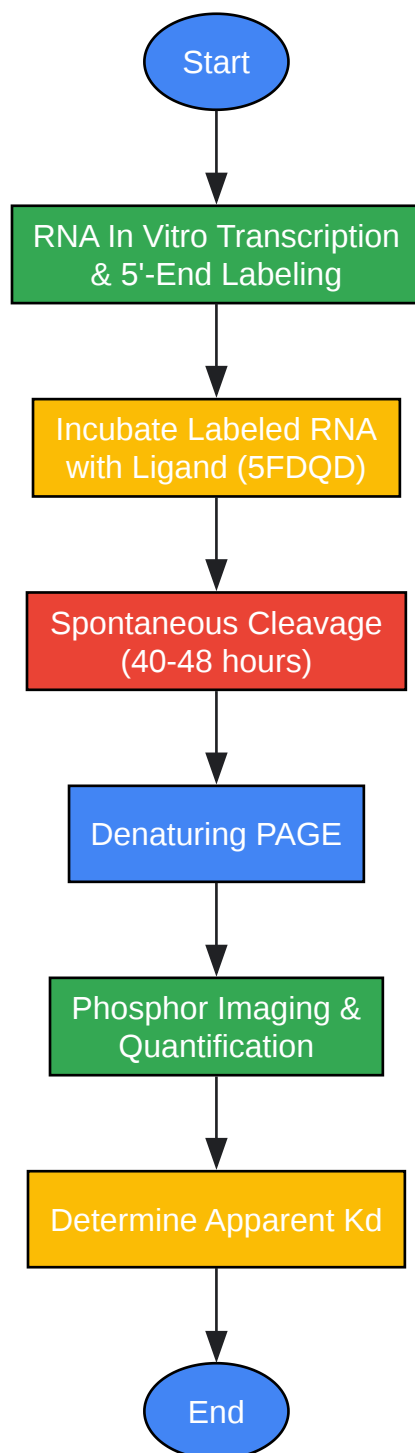 Start
RNA In Vitro Transcription
& 5'-End Labeling
Incubate Labeled RNA
with Ligand (5FDQD)
Spontaneous Cleavage
(40-48 hours)
Denaturing PAGE
Phosphor Imaging &
Quantification
Determine Apparent Kd
End